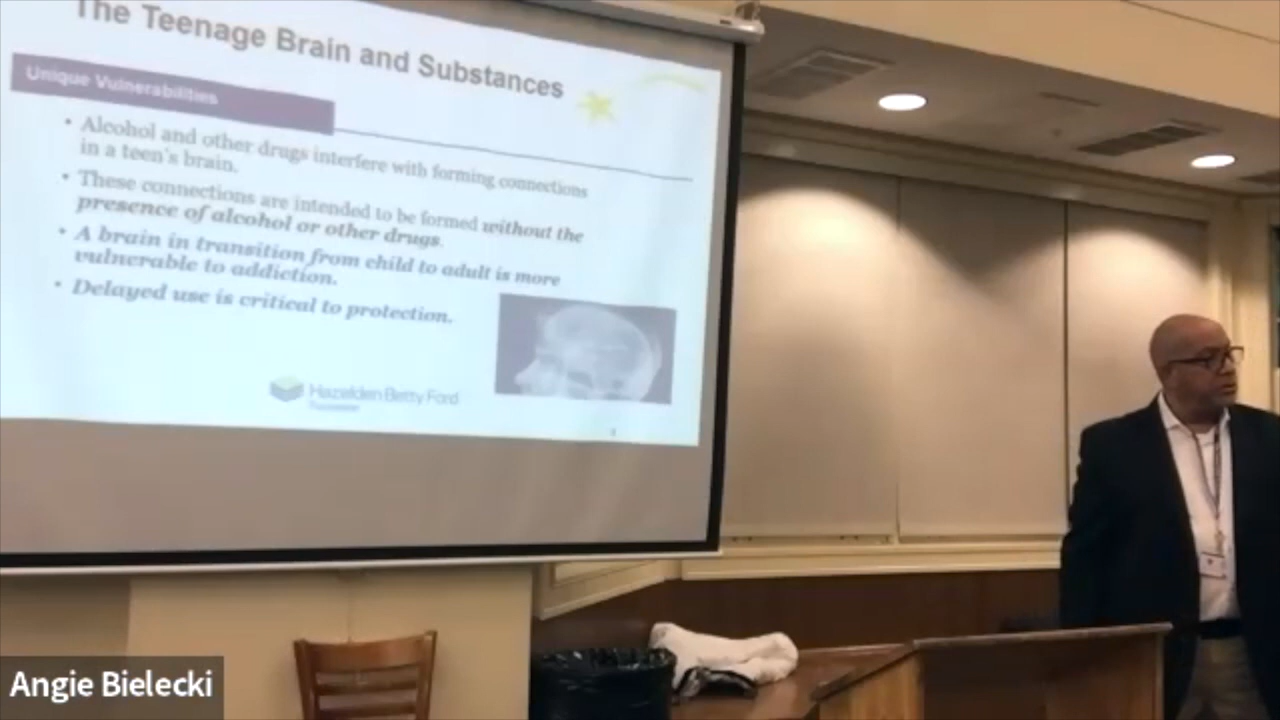 The Teenage Brain and Substances
Unique Vulnerabilities
• Alcohol and other drugs interfere with forming connections
in a teen's brain.
• These connections are intended to be formed without the
presence of alcohol or other drugs.
• A brain in transition from child to adult is more
vulnerable to addiction.
• Delayed use is critical to protection.
Hazelden Betty Ford
Foundation
Angie Bielecki